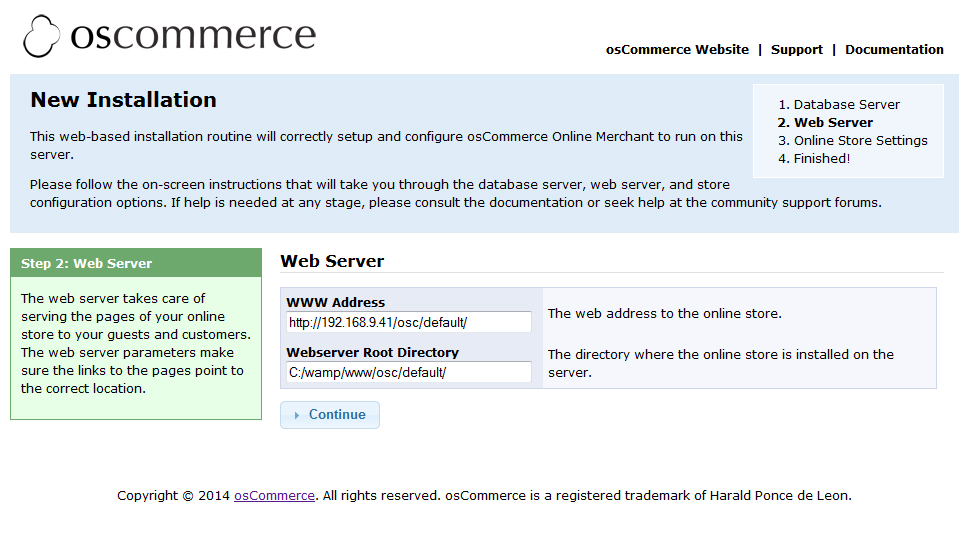 oscommerce
osCommerce Website | Support | Documentation
New Installation
This web-based installation routine will correctly setup and configure osCommerce Online Merchant to run on this
server.
Please follow the on-screen instructions that will take you through the database server, web server, and store
configuration options. If help is needed at any stage, please consult the documentation or seek help at the community support forums.
1. Database Server
2. Web Server
3. Online Store Settings
4. Finished!
Step 2: Web Server
The web server takes care of
serving the pages of your online
store to your guests and customers.
The web server parameters make
sure the links to the pages point to
the correct location.
Web Server
WWW Address
http://192.168.9.41/osc/default/
The web address to the online store.
Webserver Root Directory
C:/wamp/www/osc/default/
The directory where the online store is installed on the
server.
Continue
Copyright © 2014 osCommerce. All rights reserved. osCommerce is a registered trademark of Harald Ponce de Leon.